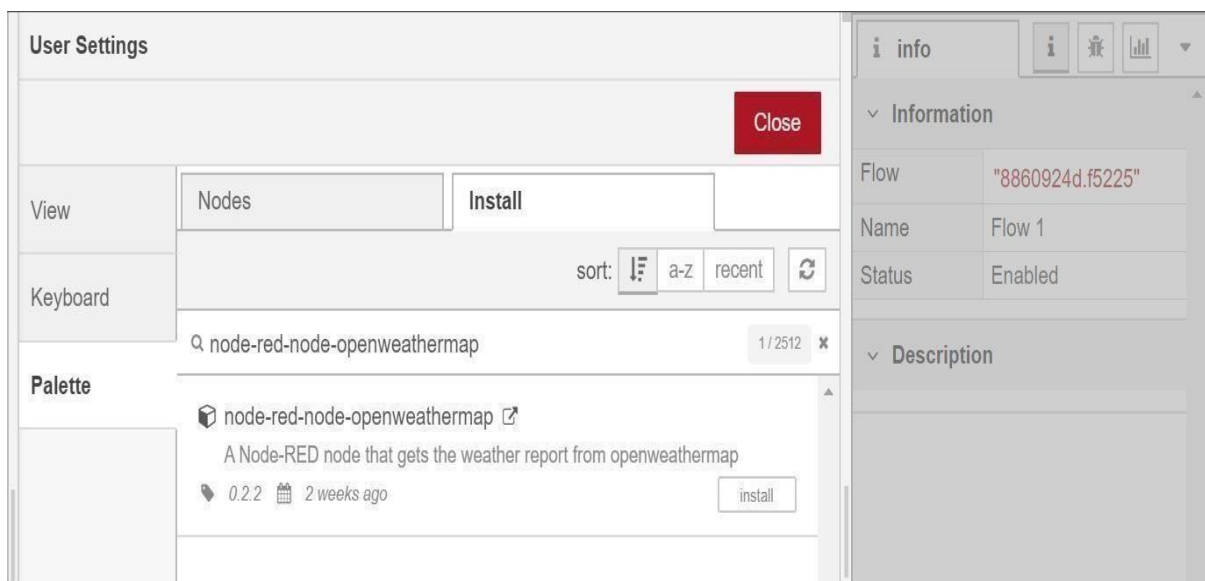 User Settings
Close
View
Keyboard
Palette
Nodes
Install
sort: a-z recent
node-red-node-openweathermap 1 / 2512 ×
node-red-node-openweathermap
A Node-RED node that gets the weather report from openweathermap
0.2.2 2 weeks ago install
i info i
Information
Flow "8860924d.f5225"
Name Flow 1
Status Enabled
Description